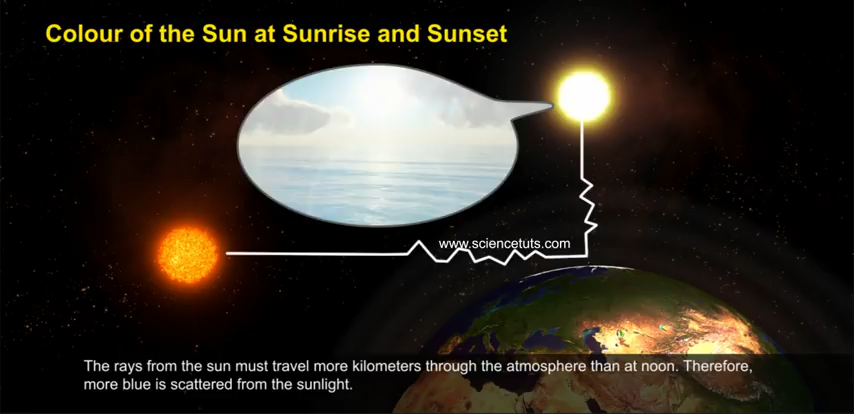 Colour of the Sun at Sunrise and Sunset
www.sciencetuts.com
The rays from the sun must travel more kilometers through the atmosphere than at noon. Therefore,
more blue is scattered from the sunlight.